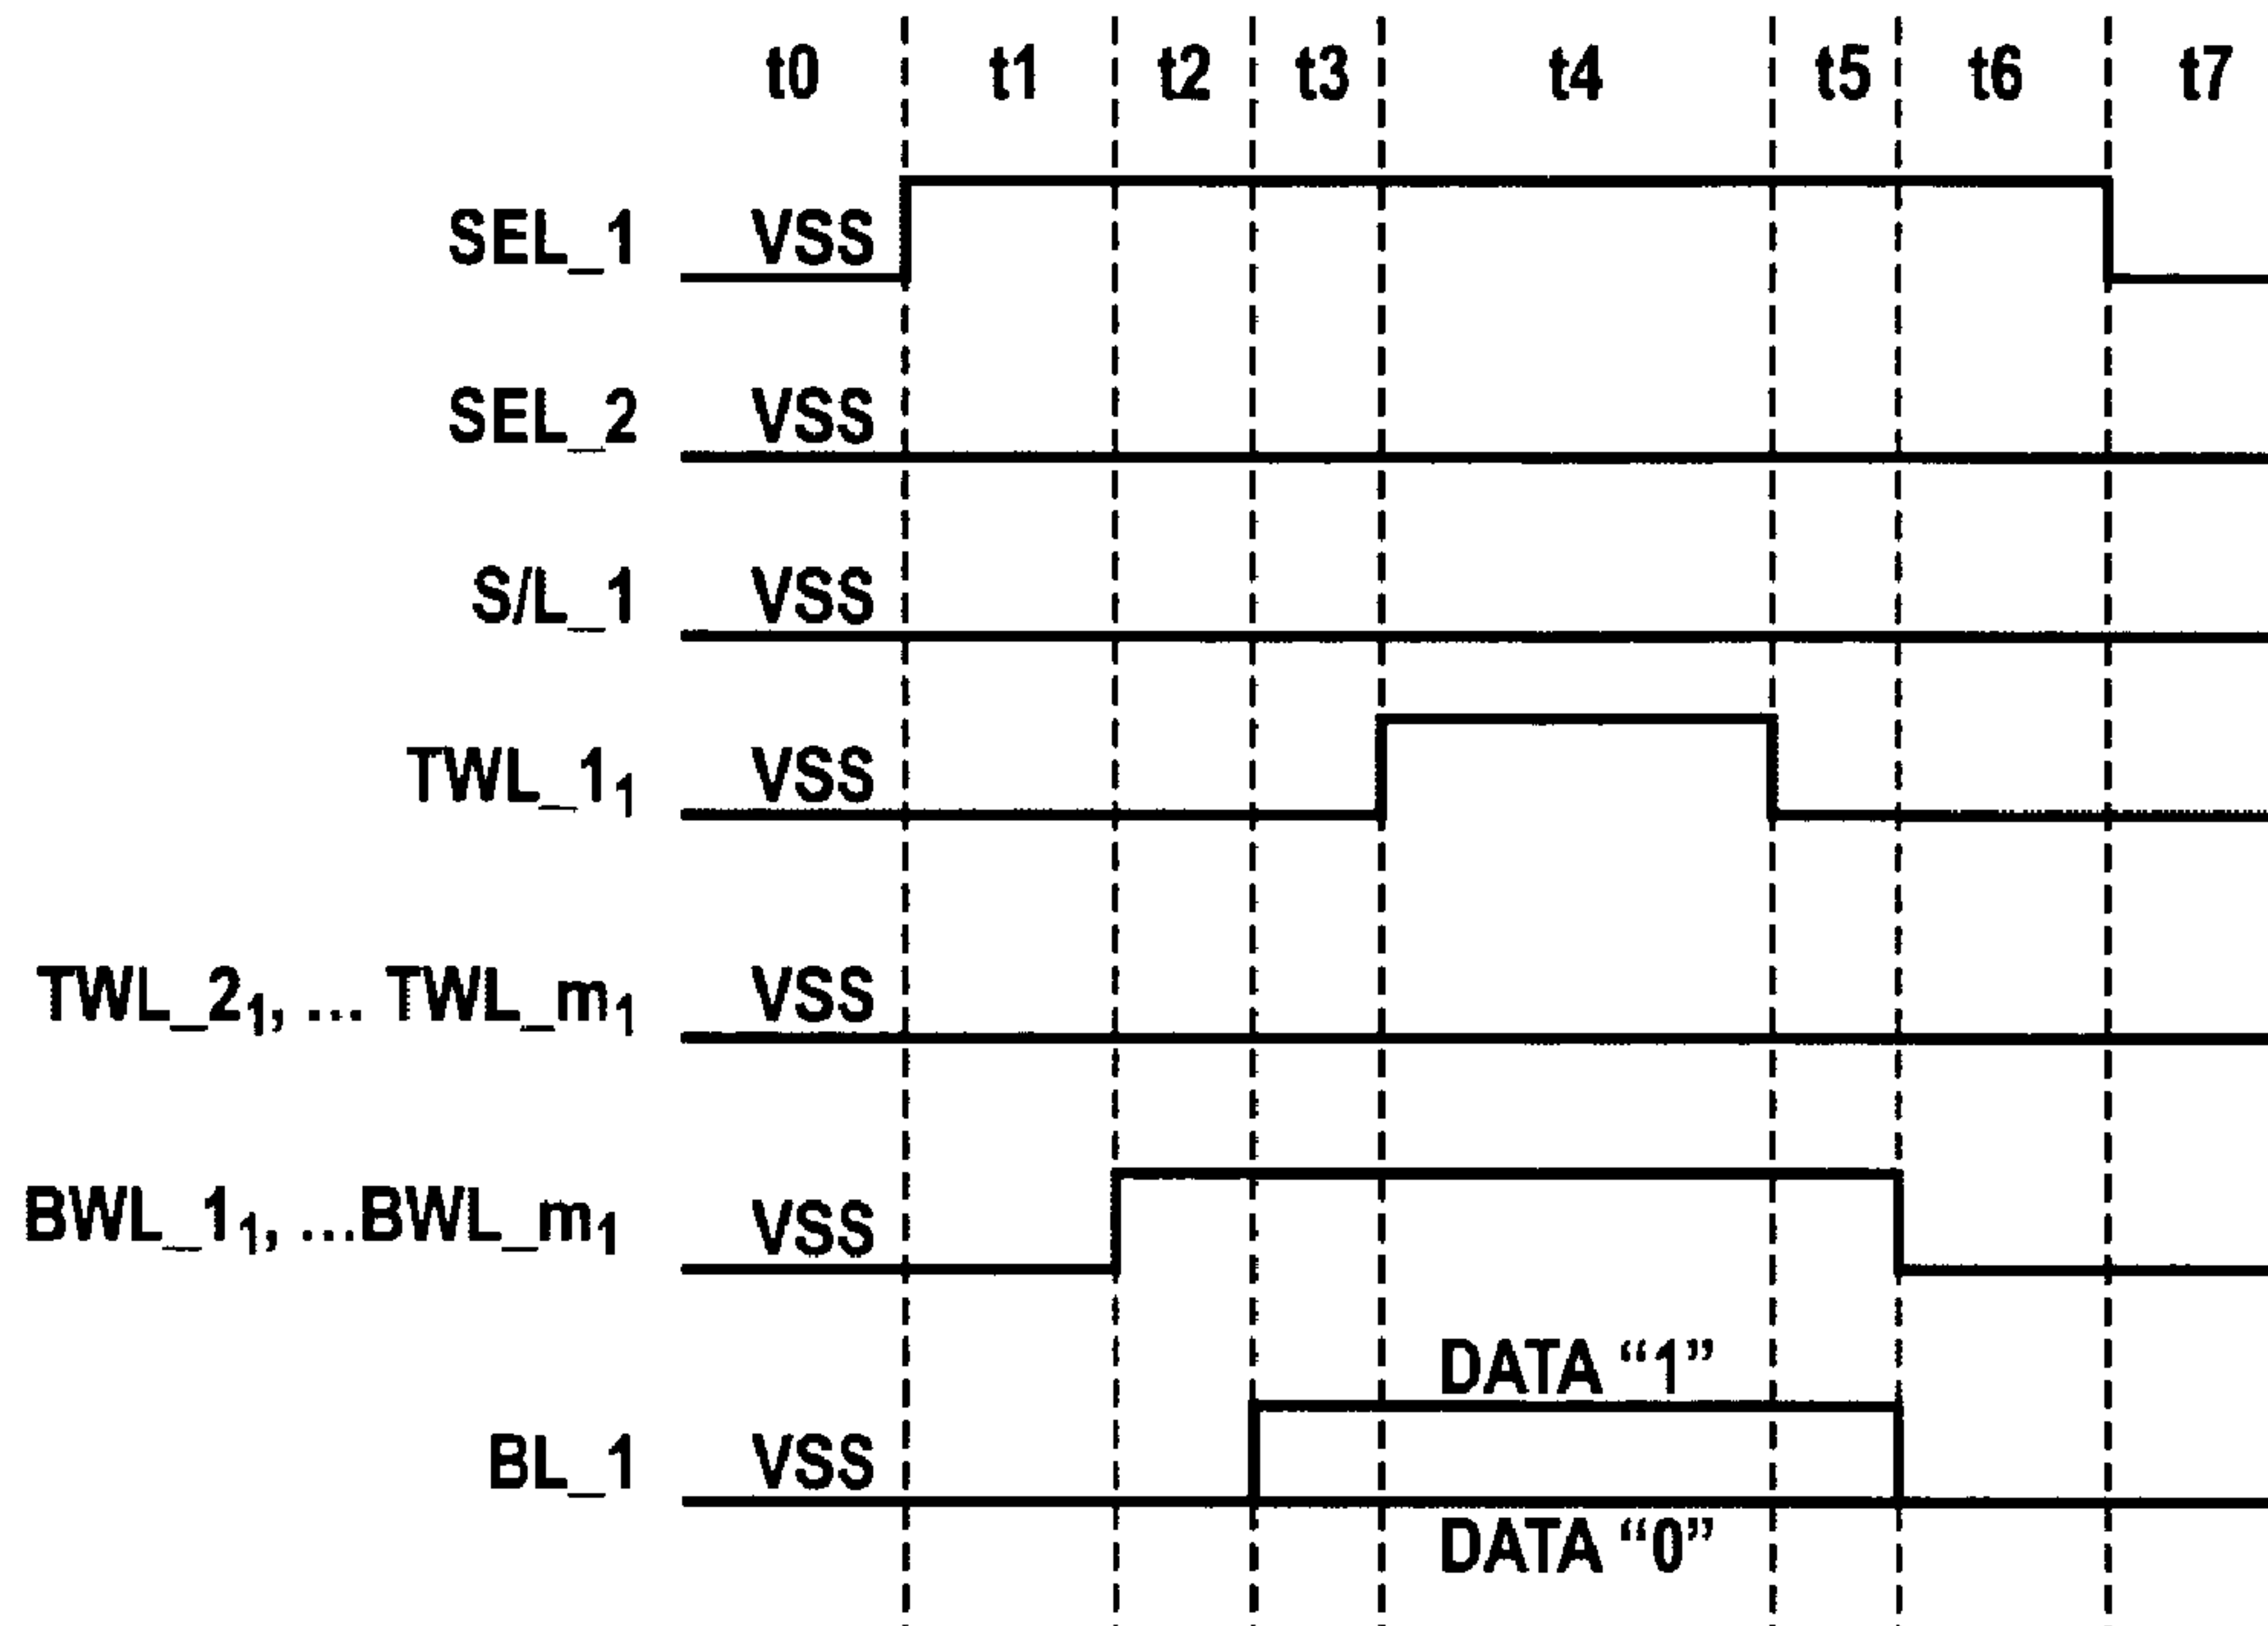 t0 t1 t2 t3 t4 t5 t6 t7
SEL_1 VSS
SEL_2 VSS
S/L_1 VSS
TWL_1₁ VSS
TWL_2₁, ... TWL_m₁ VSS
BWL_1₁, ...BWL_m₁ VSS
DATA “1”
BL_1 VSS
DATA “0”